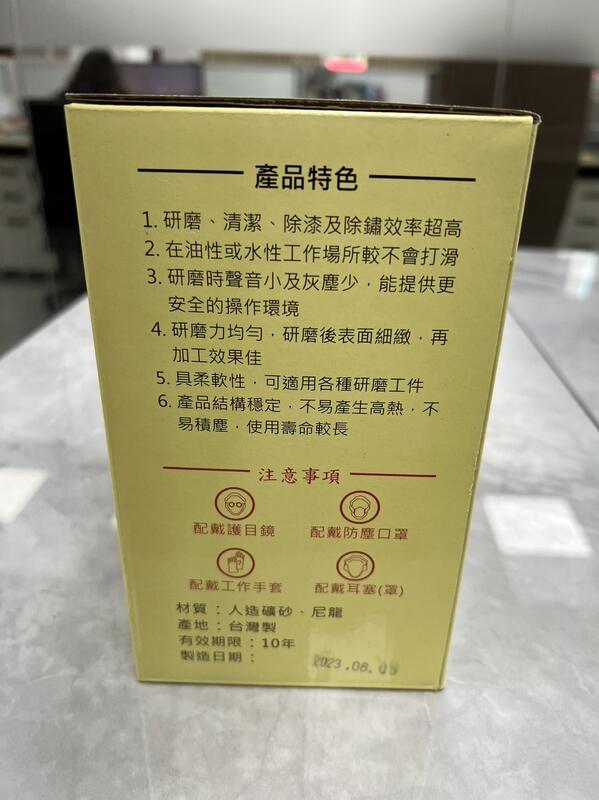 產品特色
1. 研磨、清潔、除漆及除鏽效率超高
2. 在油性或水性工作場所較不會打滑
3. 研磨時聲音小及灰塵少，能提供更
安全的操作環境
4. 研磨力均勻，研磨後表面細緻，再
加工效果佳
5. 具柔軟性，可適用各種研磨工件
6. 產品結構穩定，不易產生高熱，不
易積塵，使用壽命較長
注意事項
配戴護目鏡 配戴防塵口罩
配戴工作手套 配戴耳塞(罩)
材質：人造礦砂、尼龍
產地：台灣製
有效期限：10年
製造日期： 2023.06.05